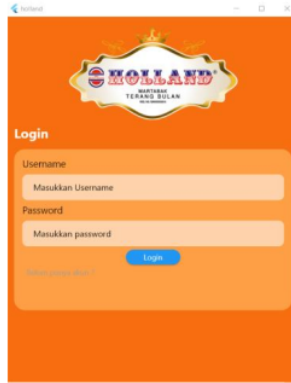 holland
HOLLAND
MARTABAK
TERANG BULAN
Login
Username
Masukkan Username
Password
Masukkan password
Login